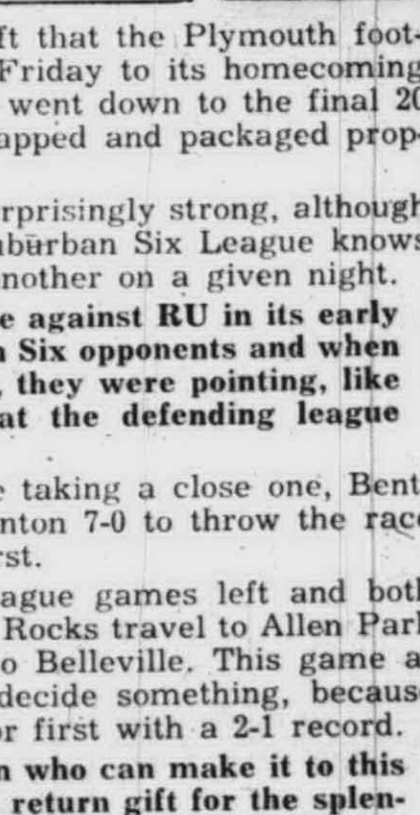 ft that the Plymouth foot-
Friday to its homecoming
went down to the final 20
apped and packaged prop-
rprisingly strong, although
uburban Six League knows
nother on a given night.
e against RU in its early
n Six opponents and when
, they were pointing, like
at the defending league
e taking a close one, Bent-
nton 7-0 to throw the race
rst.
ague games left and both
Rocks travel to Allen Park
o Belleville. This game a
decide something, because
or first with a 2-1 record.
n who can make it to this
return gift for the splen-